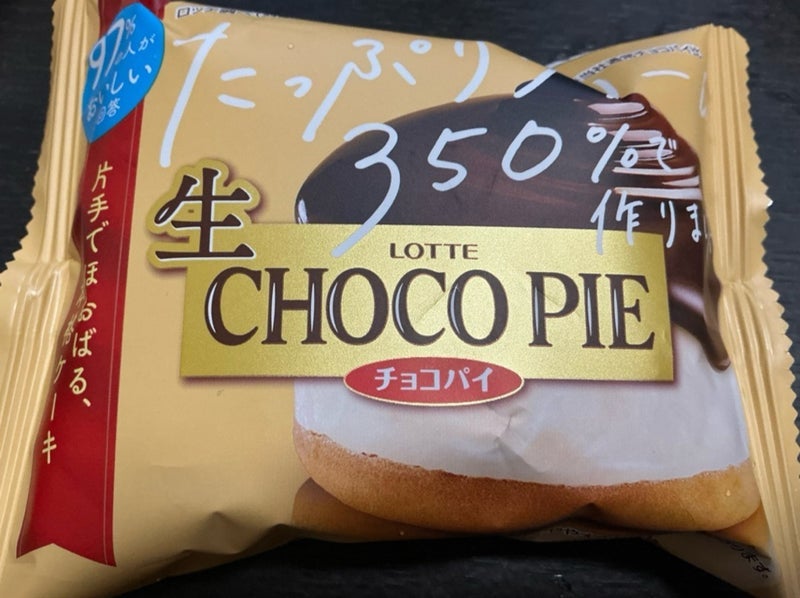 97%
の人が
おいしい
回答
たっぷり
350%で
作りま
片手でほおばる、
ケーキ
生
LOTTE
CHOCO PIE
チョコパイ